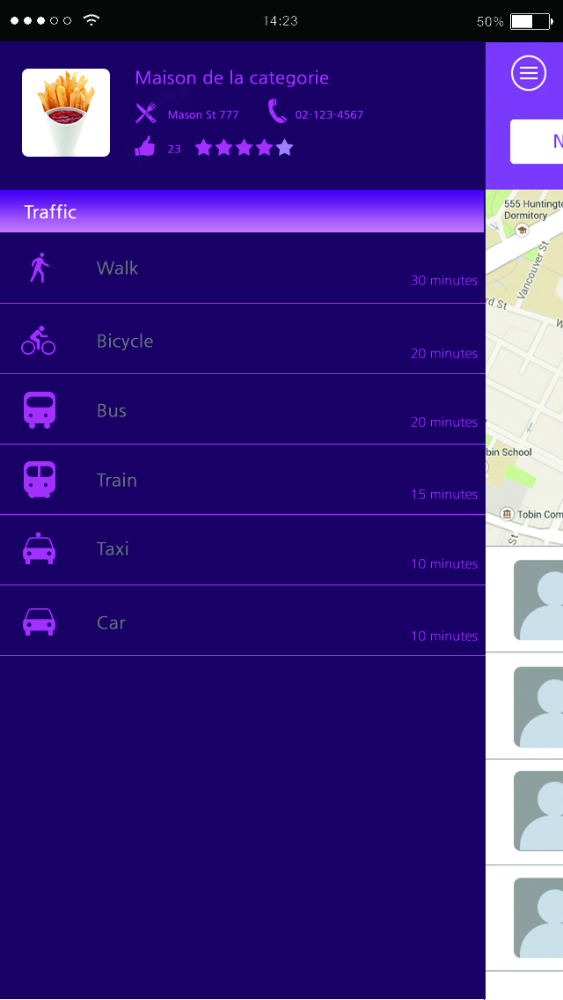 14:23
50%
Maison de la categorie
Mason St 777
02-123-4567
23
Traffic
Walk
30 minutes
Bicycle
20 minutes
Bus
20 minutes
Train
15 minutes
Taxi
10 minutes
Car
10 minutes
N
555 Huntingt
Dormitory
Vancouver St
rd St
W
bin School
Tobin Com
St